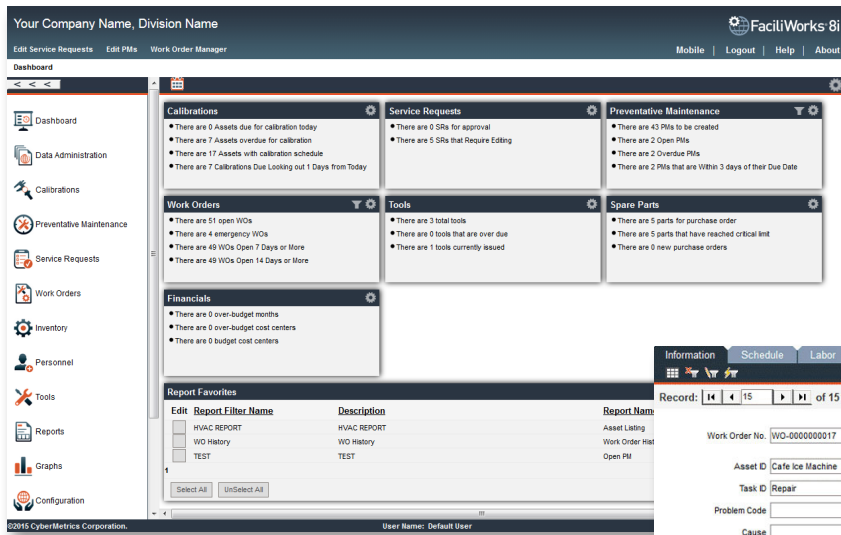 Your Company Name, Division Name
FaciliWorks 8i
Edit Service Requests Edit PMs Work Order Manager
Mobile | Logout | Help | About
Dashboard
< < <
Dashboard
Data Administration
Calibrations
Preventative Maintenance
Service Requests
Work Orders
Inventory
Personnel
Tools
Reports
Graphs
Configuration
Calibrations
There are 0 Assets due for calibration today
There are 7 Assets overdue for calibration
There are 17 Assets with calibration schedule
There are 7 Calibrations Due Looking out 1 Days from Today
Service Requests
There are 0 SRs for approval
There are 5 SRs that Require Editing
Preventative Maintenance
There are 43 PMs to be created
There are 2 Open PMs
There are 2 Overdue PMs
There are 2 PMs that are Within 3 days of their Due Date
Work Orders
There are 51 open WOs
There are 4 emergency WOs
There are 49 WOs Open 7 Days or More
There are 49 WOs Open 14 Days or More
Tools
There are 3 total tools
There are 0 tools that are over due
There are 1 tools currently issued
Spare Parts
There are 5 parts for purchase order
There are 5 parts that have reached critical limit
There are 0 new purchase orders
Financials
There are 0 over-budget months
There are 0 over-budget cost centers
There are 0 budget cost centers
Report Favorites
Edit Report Filter Name Description Report Name
HVAC REPORT HVAC REPORT Asset Listing
WO History WO History Work Order Hist
TEST TEST Open PM
1
Select All UnSelect All
Information Schedule Labor
Record: 15 of 15
Work Order No. WO-0000000017
Asset ID Cafe Ice Machine
Task ID Repair
Problem Code
Cause
©2015 CyberMetrics Corporation. User Name: Default User